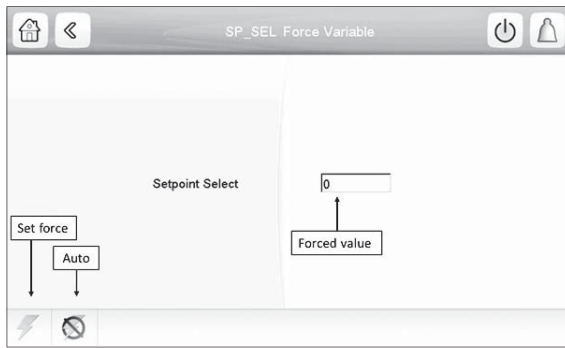 SP_SEL Force Variable
Setpoint Select
0
Set force
Forced value
Auto